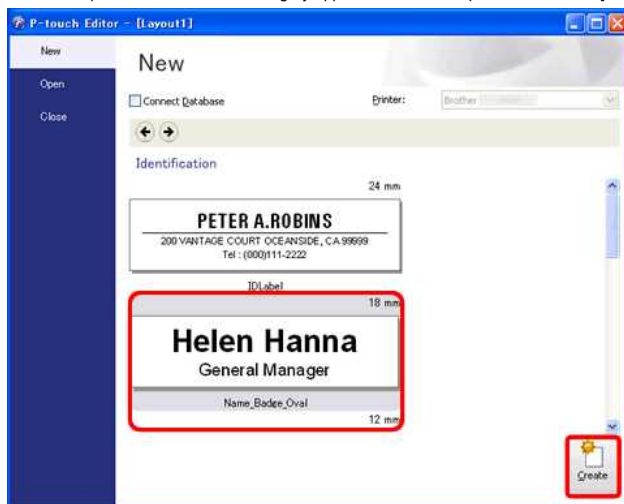 P-touch Editor - [Layout1]
New
Open
Close
New
Connect Database
Printer:
Brother
Identification
24 mm
PETER A.ROBINS
200 VANTAGE COURT OCEANSIDE, CA 99999
Tel : (000)111-2222
IDLabel
18 mm
Helen Hanna
General Manager
Name_Badge_Oval
12 mm
Create